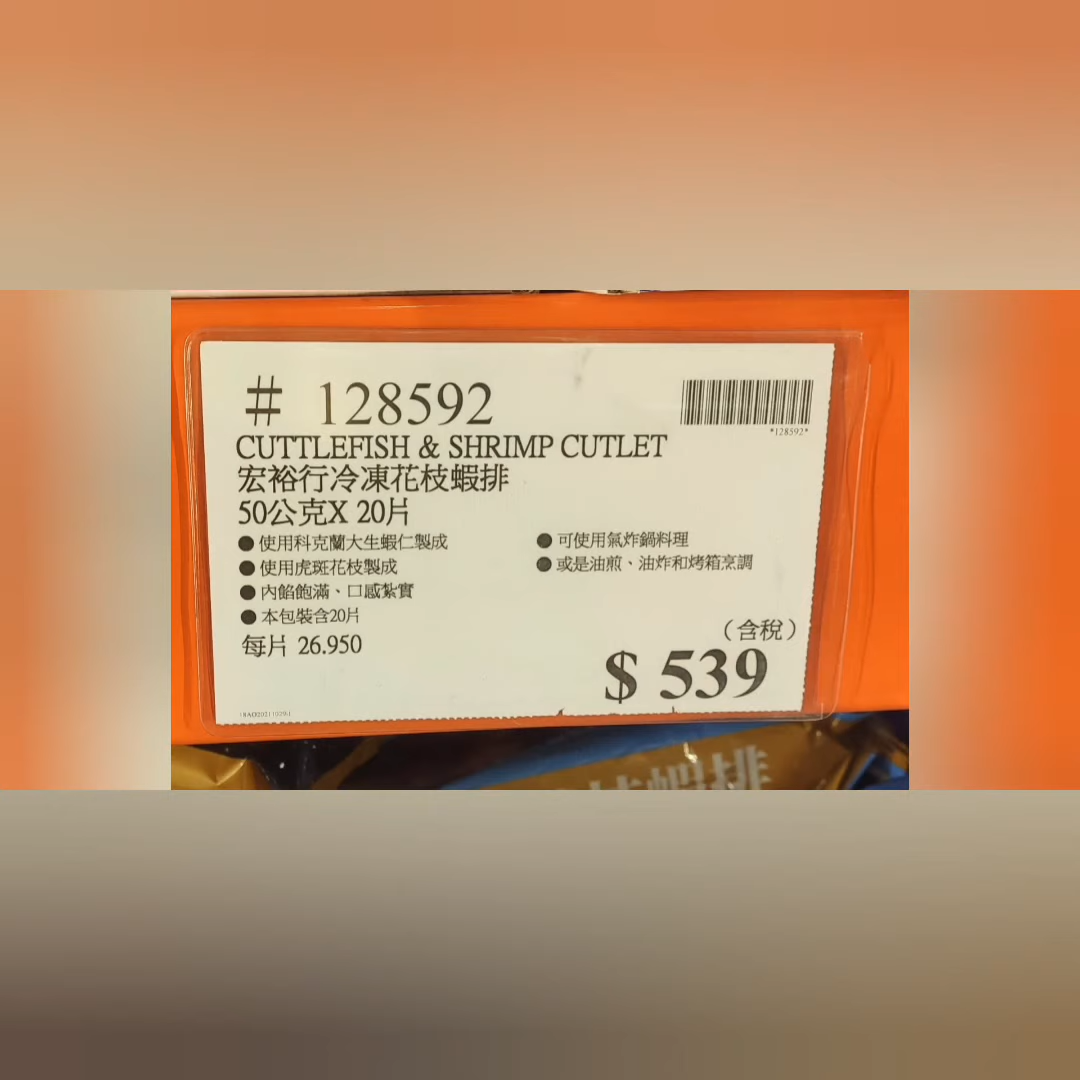 # 128592
*128592*
CUTTLEFISH & SHRIMP CUTLET
宏裕行冷凍花枝蝦排
50公克X 20片
●使用科克蘭大生蝦仁製成
●使用虎斑花枝製成
●內餡飽滿、口感紮實
●本包裝含20片
●可使用氣炸鍋料理
●或是油煎、油炸和烤箱烹調
每片 26.950
（含稅）
$ 539
枝蝦排